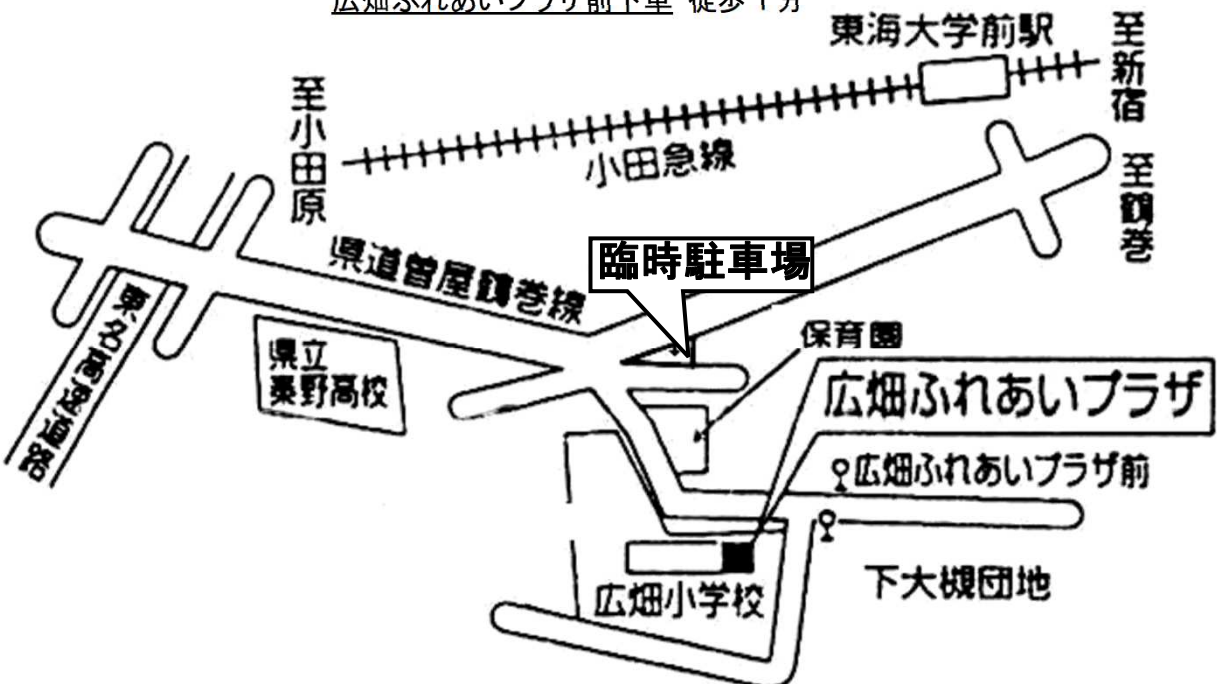 広畑ふれあいプラザ前下車 徒歩1分
東海大学前駅
至新宿
至小田原
小田急線
至鶴巻
県道曽屋鶴巻線
臨時駐車場
東名高速道路
県立
秦野高校
保育園
広畑ふれあいプラザ
広畑ふれあいプラザ前
下大槻団地
広畑小学校